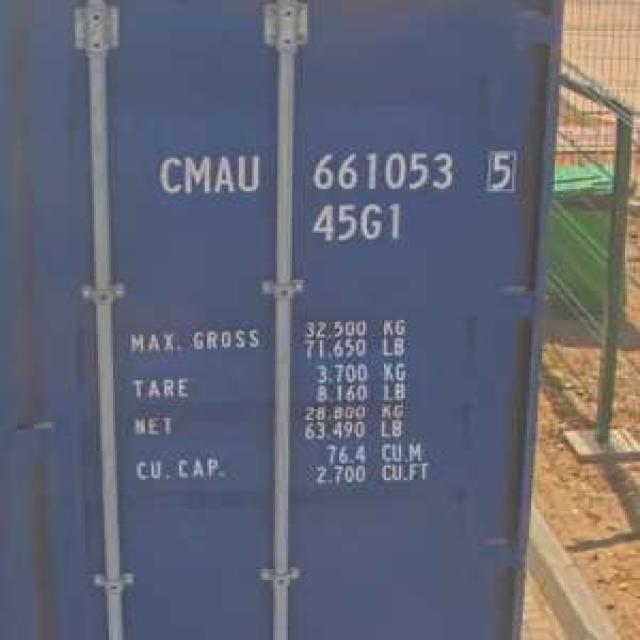 CMAU 661053 5
45G1
MAX. GROSS 32.500 KG
71.650 LB
TARE 3.700 KG
8.160 LB
NET 28.800 KG
63.490 LB
CU. CAP. 76.4 CU.M
2.700 CU.FT